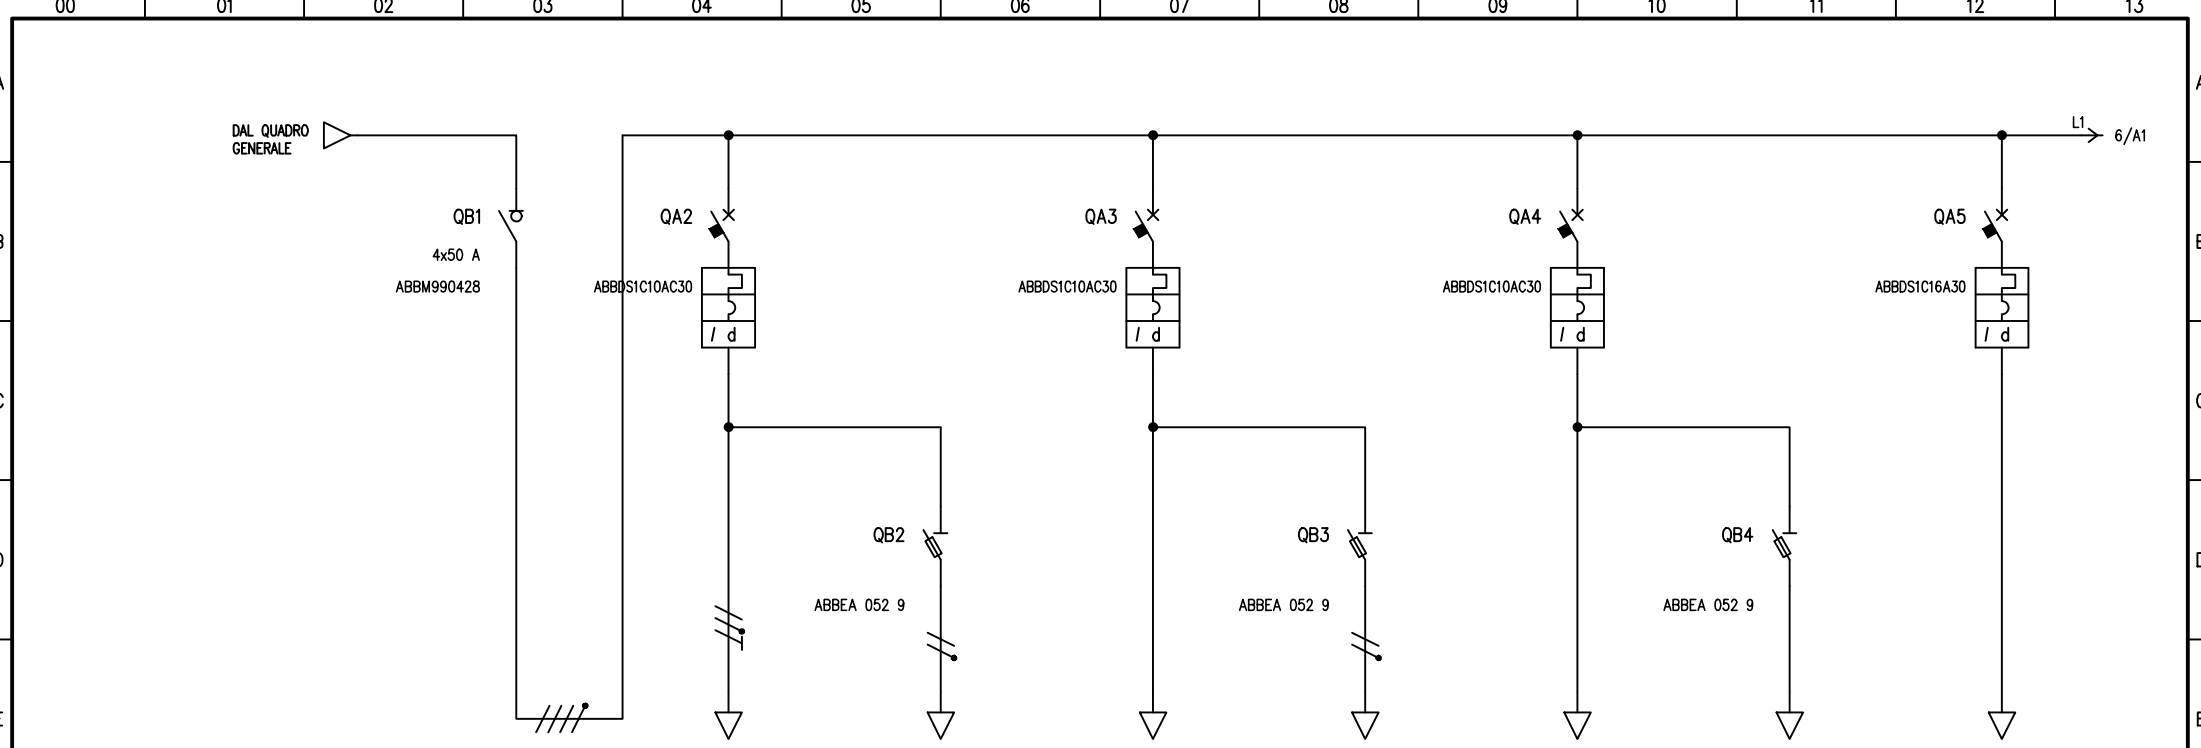 00 01 02 03 04 05 06 07 08 09 10 11 12 13
A A
DAL QUADRO
GENERALE
L1
6/A1
QB1
4x50 A
ABBM990428
QA2
ABBDS1C10AC30
I d
QA3
ABBDS1C10AC30
I d
QA4
ABBDS1C10AC30
I d
QA5
ABBDS1C16A30
I d
QB2
ABBEA 052 9
QB3
ABBEA 052 9
QB4
ABBEA 052 9